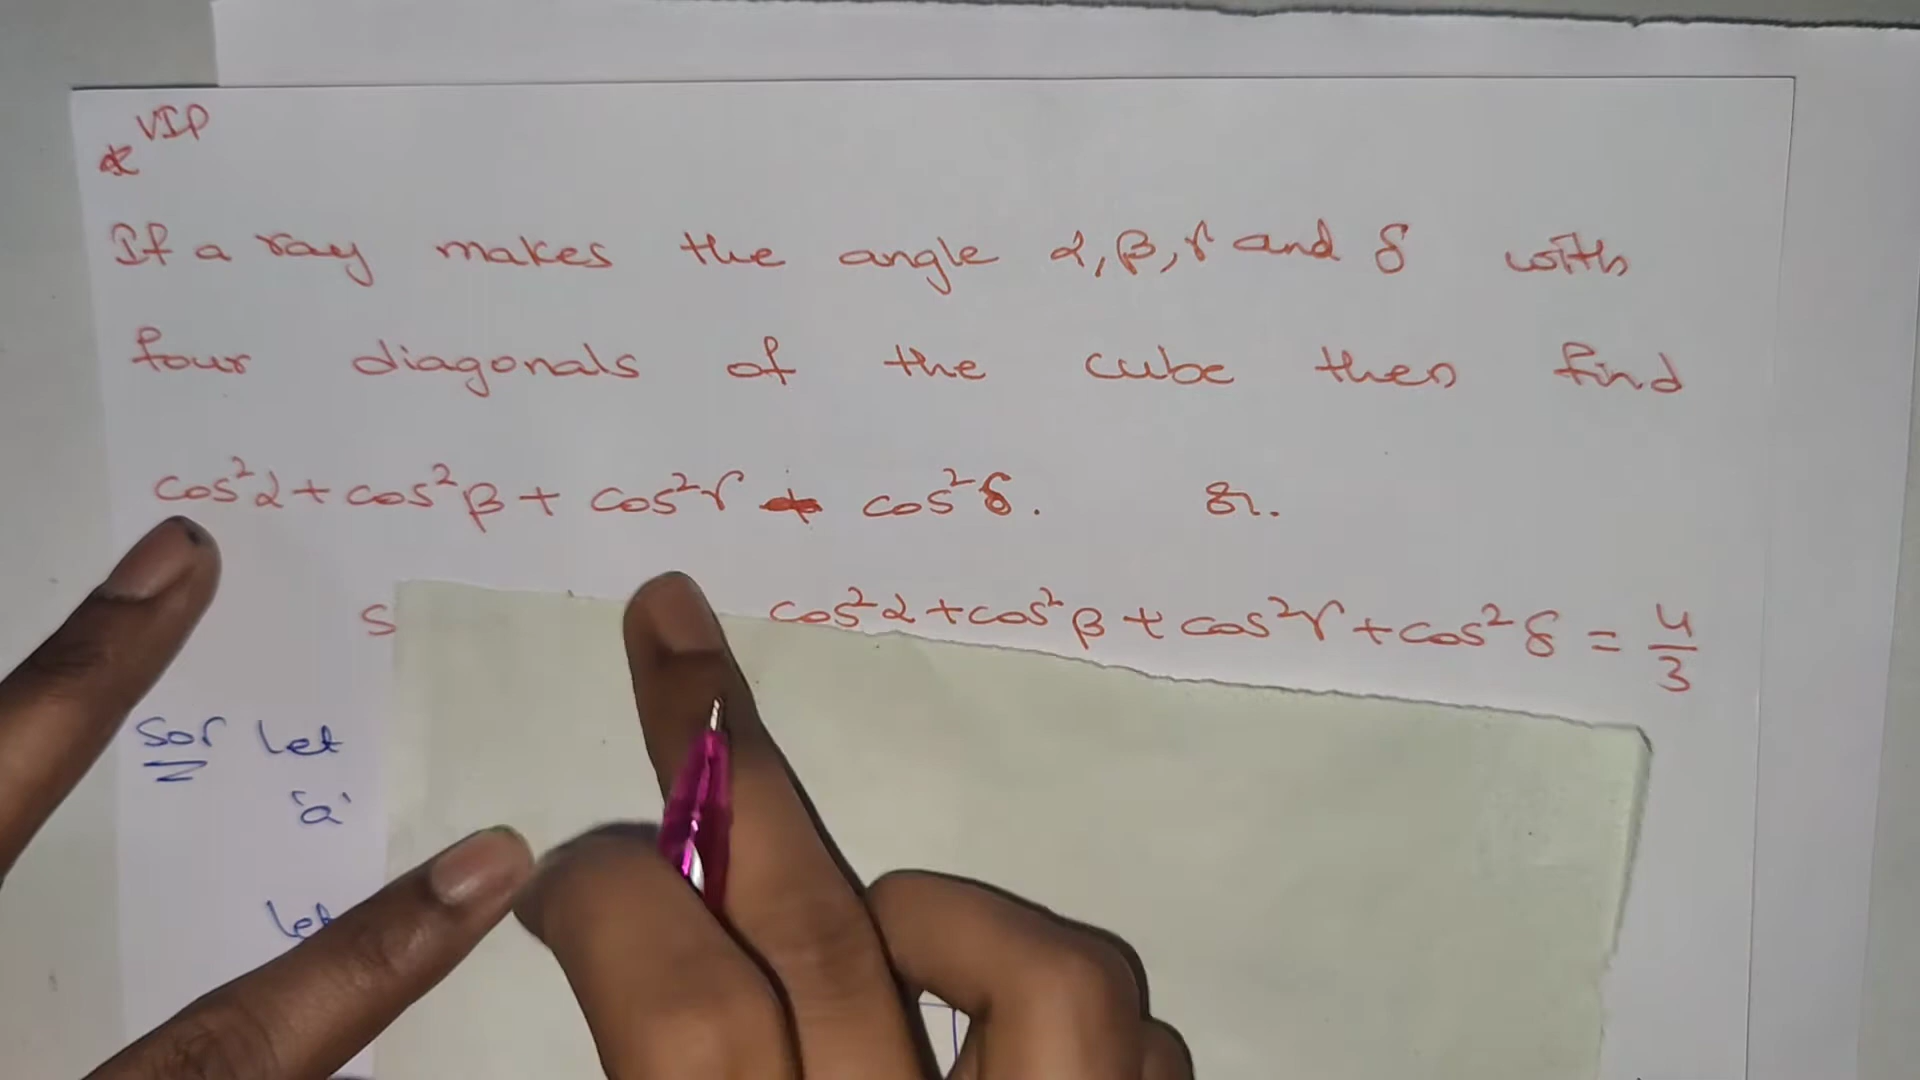 VIP
If a ray makes the angle α, β, γ and δ with
four diagonals of the cube then find
cos²α + cos²β + cos²γ + cos²δ. Or.
S cos²α + cos²β + cos²γ + cos²δ = 4/3
Sol let
'a'
let